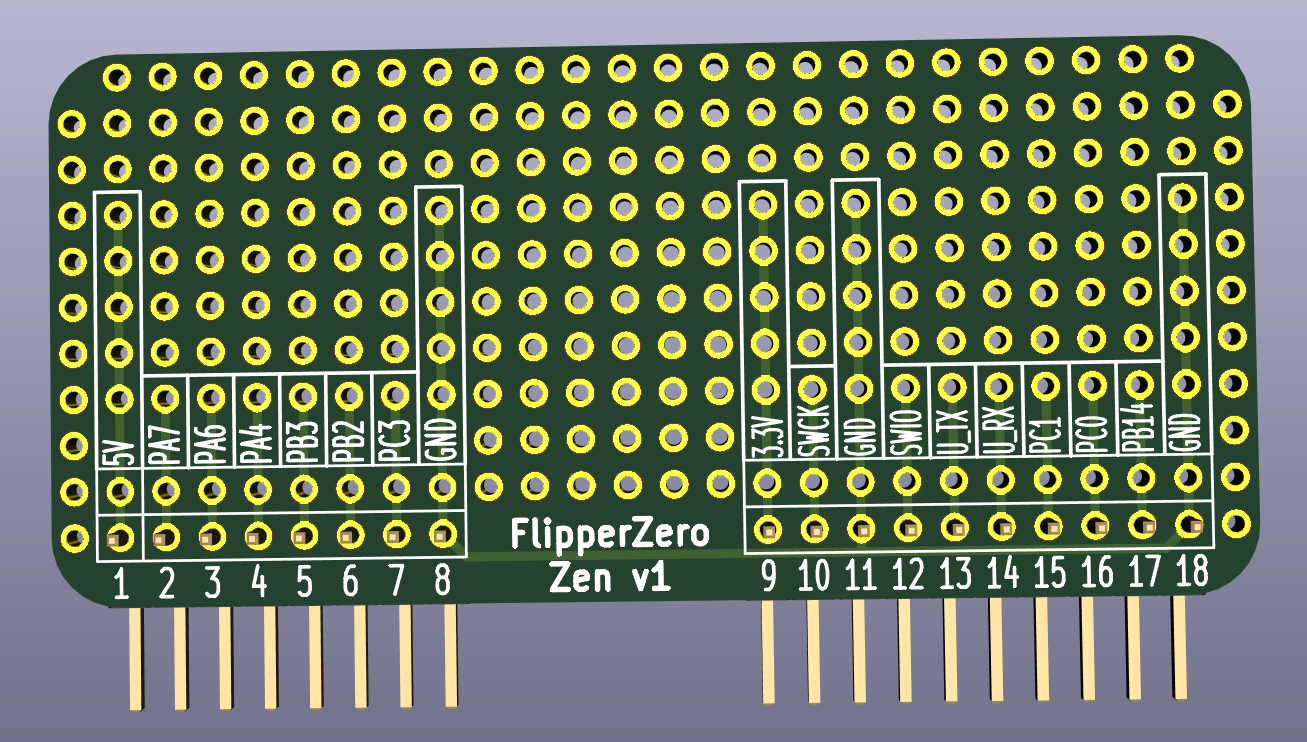 5V PA7 PA6 PA4 PB3 PB2 PC3 GND 3.3V SWCK GND SWIO U_TX U_RX PC1 PC0 PB14 GND
FlipperZero
Zen v1
1 2 3 4 5 6 7 8 9 10 11 12 13 14 15 16 17 18